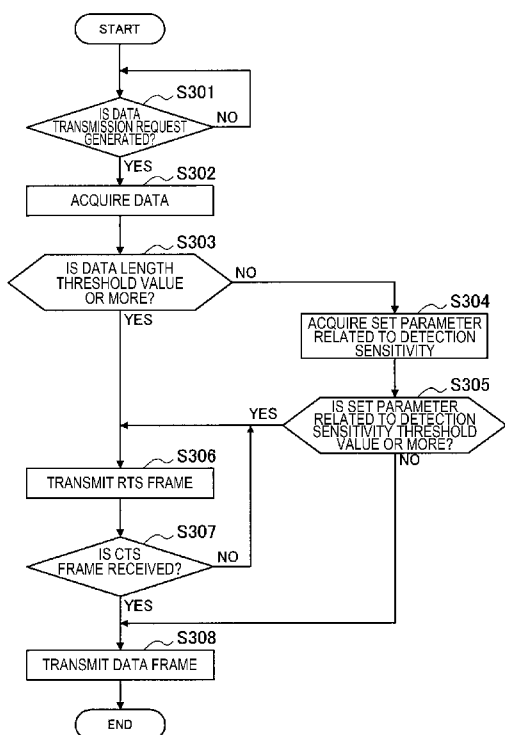 START
S301
IS DATA
TRANSMISSION REQUEST
GENERATED?
NO
YES
S302
ACQUIRE DATA
S303
IS DATA LENGTH
THRESHOLD VALUE
OR MORE?
NO
YES
S304
ACQUIRE SET PARAMETER
RELATED TO DETECTION
SENSITIVITY
S305
IS SET PARAMETER
RELATED TO DETECTION
SENSITIVITY THRESHOLD
VALUE OR MORE?
YES
NO
S306
TRANSMIT RTS FRAME
S307
IS CTS
FRAME RECEIVED?
NO
YES
S308
TRANSMIT DATA FRAME
END